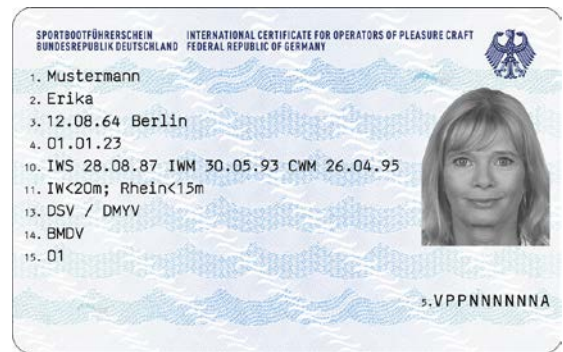 SPORTBOOTFÜHRERSCHEIN INTERNATIONAL CERTIFICATE FOR OPERATORS OF PLEASURE CRAFT
BUNDESREPUBLIK DEUTSCHLAND FEDERAL REPUBLIC OF GERMANY
1. Mustermann
2. Erika
3. 12.08.64 Berlin
4. 01.01.23
10. IWS 28.08.87 IWM 30.05.93 CWM 26.04.95
11. IW<20m; Rhein<15m
13. DSV / DMYV
14. BMDV
15. 01
5. VPPNNNNNNA